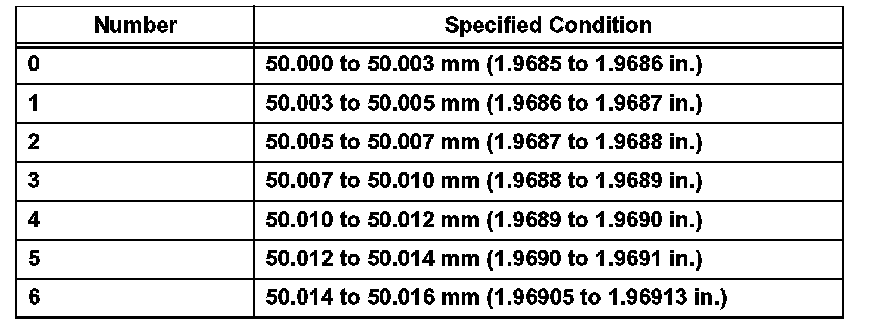 Number Specified Condition
0 50.000 to 50.003 mm (1.9685 to 1.9686 in.)
1 50.003 to 50.005 mm (1.9686 to 1.9687 in.)
2 50.005 to 50.007 mm (1.9687 to 1.9688 in.)
3 50.007 to 50.010 mm (1.9688 to 1.9689 in.)
4 50.010 to 50.012 mm (1.9689 to 1.9690 in.)
5 50.012 to 50.014 mm (1.9690 to 1.9691 in.)
6 50.014 to 50.016 mm (1.96905 to 1.96913 in.)